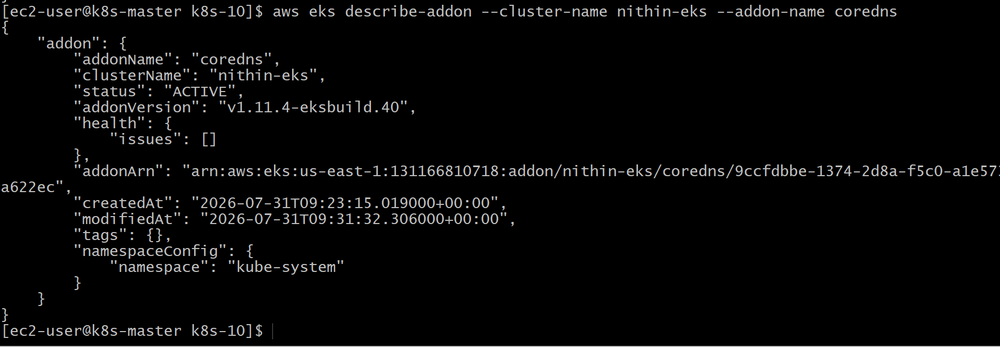 [ec2-user@k8s-master k8s-10]$ aws eks describe-addon --cluster-name nithin-eks --addon-name coredns
{
    "addon": {
        "addonName": "coredns",
        "clusterName": "nithin-eks",
        "status": "ACTIVE",
        "addonVersion": "v1.11.4-eksbuild.40",
        "health": {
            "issues": []
        },
        "addonArn": "arn:aws:eks:us-east-1:131166810718:addon/nithin-eks/coredns/9ccfdbbe-1374-2d8a-f5c0-a1e573
a622ec",
        "createdAt": "2026-07-31T09:23:15.019000+00:00",
        "modifiedAt": "2026-07-31T09:31:32.306000+00:00",
        "tags": {},
        "namespaceConfig": {
            "namespace": "kube-system"
        }
    }
}
[ec2-user@k8s-master k8s-10]$